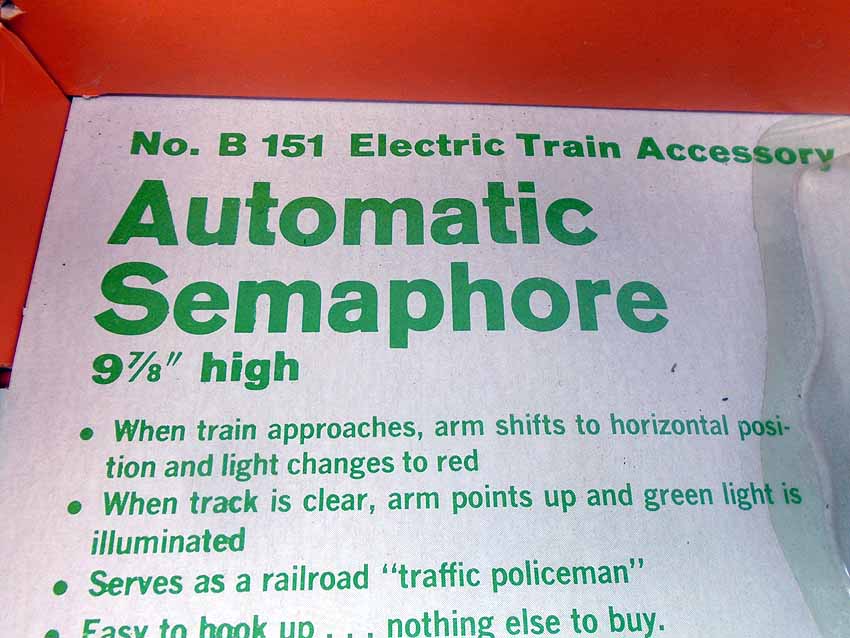 No. B 151 Electric Train Accessory
Automatic
Semaphore
9⅞" high
• When train approaches, arm shifts to horizontal posi-
tion and light changes to red
• When track is clear, arm points up and green light is
illuminated
• Serves as a railroad "traffic policeman"
• Easy to hook up . . . nothing else to buy.